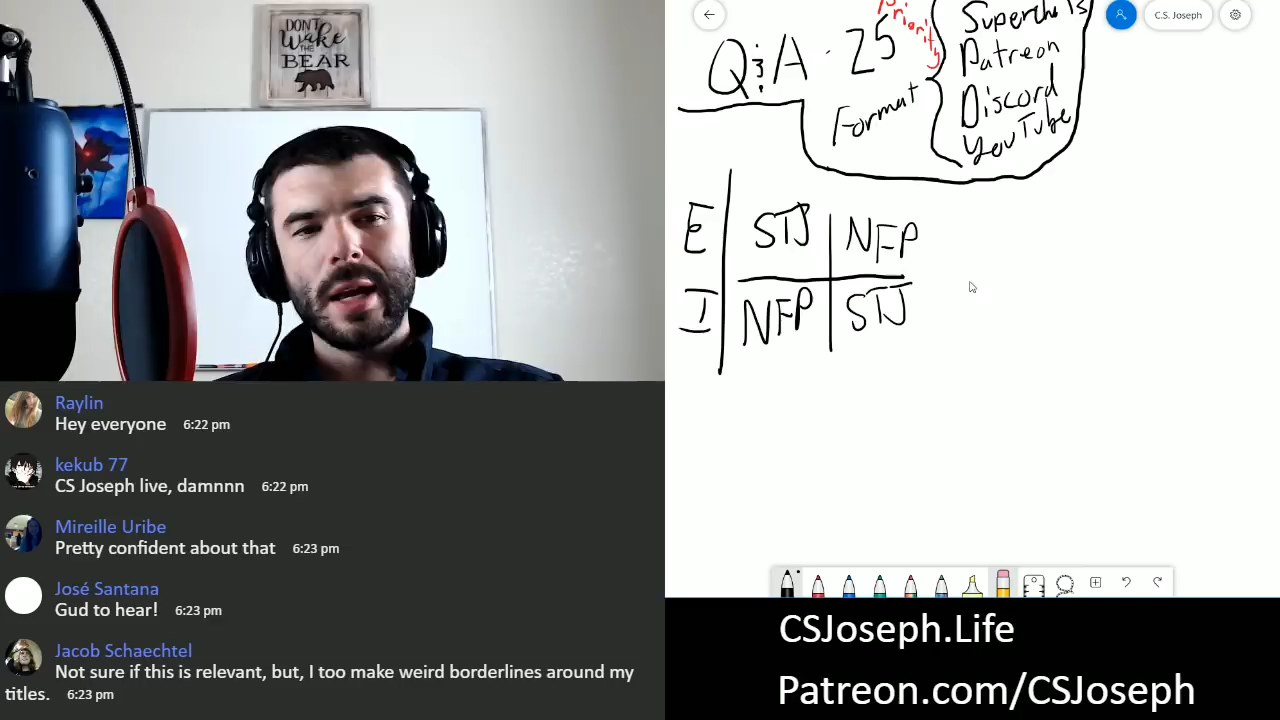 DON'T
Wake
THE
BEAR
Raylin
Hey everyone 6:22 pm
kekub 77
CS Joseph live, damnnn 6:22 pm
Mireille Uribe
Pretty confident about that 6:23 pm
José Santana
Gud to hear! 6:23 pm
Jacob Schaechtel
Not sure if this is relevant, but, I too make weird borderlines around my
titles. 6:23 pm
C.S. Joseph
Q&A · 25
Format
Priority
Superchats
Patreon
Discord
YouTube
E STJ NFP
I NFP STJ
CSJoseph.Life
Patreon.com/CSJoseph